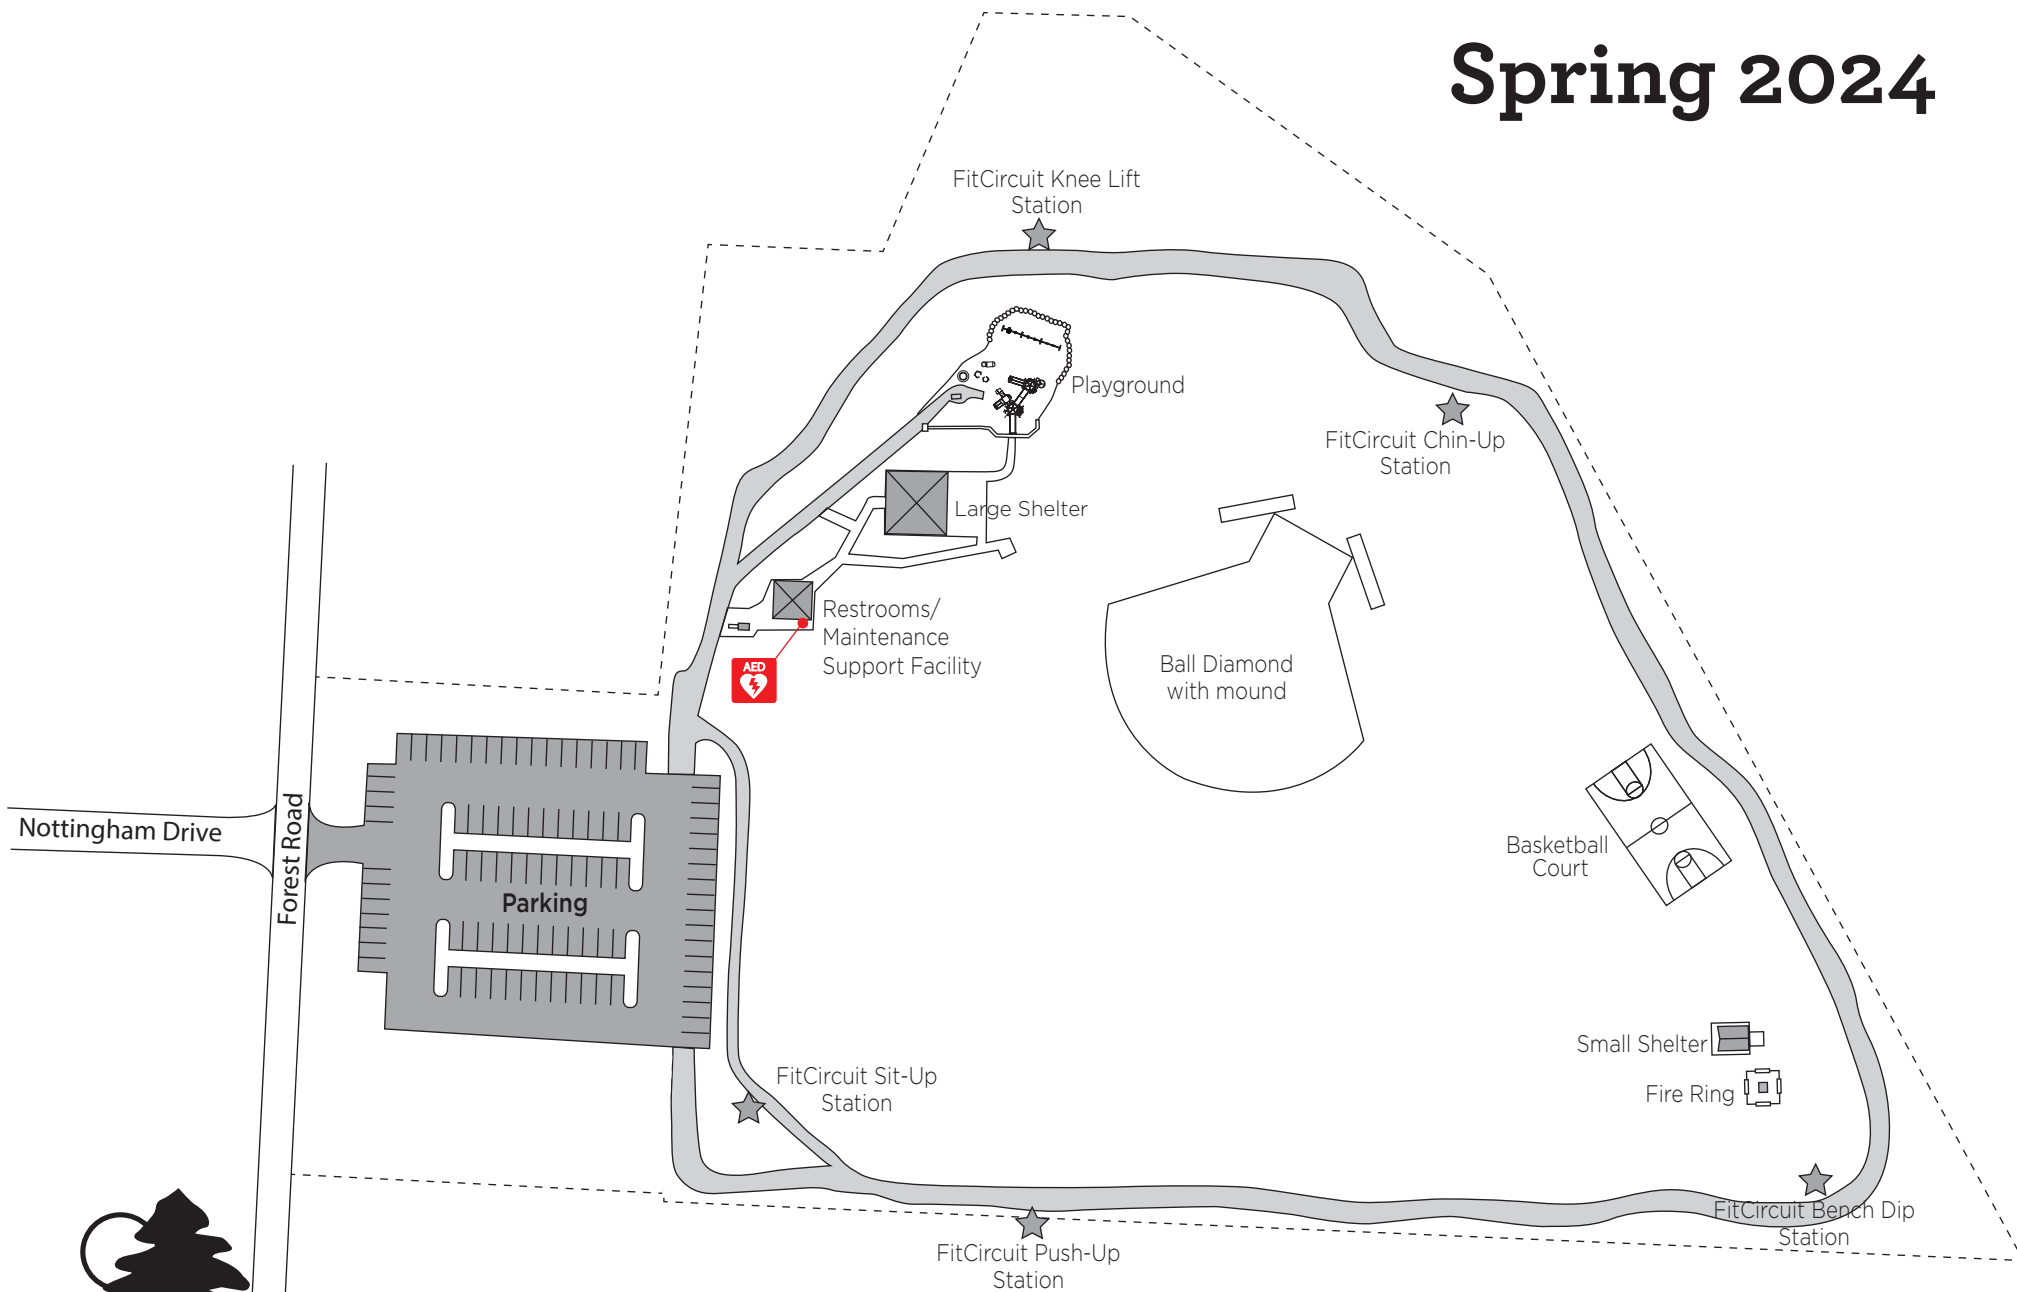 Spring 2024
FitCircuit Knee Lift
Station
Playground
FitCircuit Chin-Up
Station
Large Shelter
Restrooms/
Maintenance
Support Facility
AED
Ball Diamond
with mound
Nottingham Drive
Forest Road
Parking
Basketball
Court
Small Shelter
Fire Ring
FitCircuit Sit-Up
Station
FitCircuit Bench Dip
Station
FitCircuit Push-Up
Station